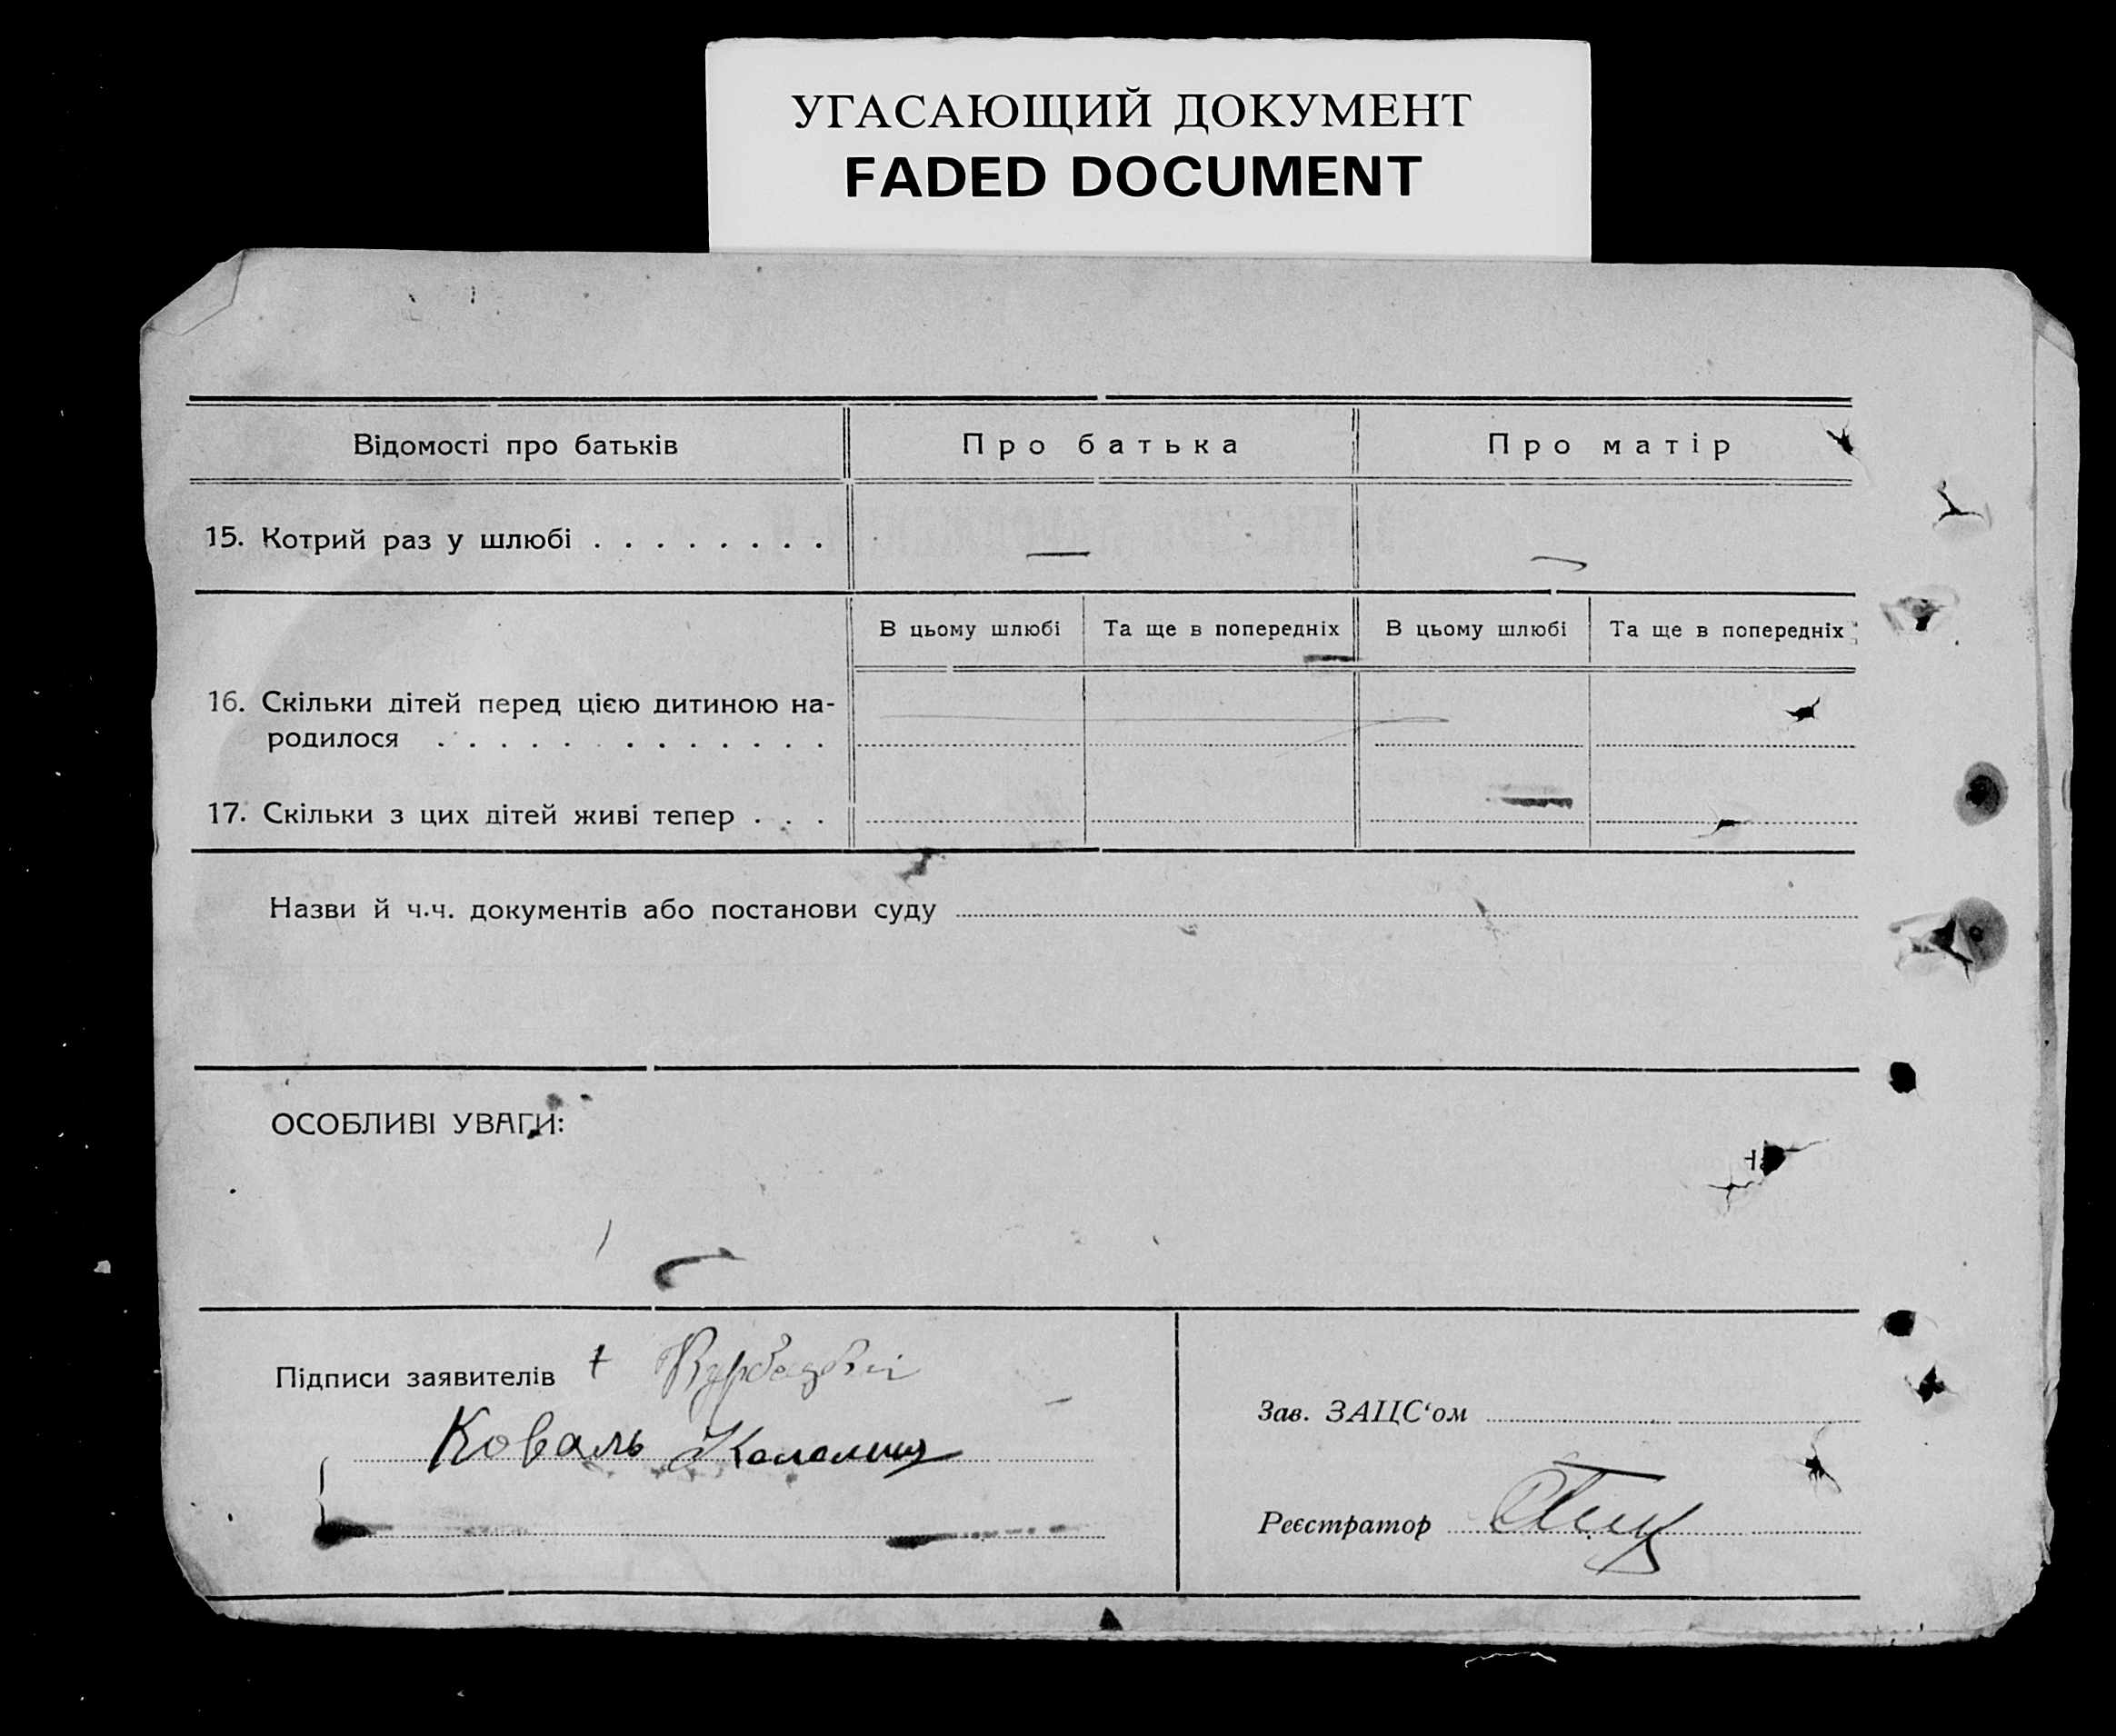 УГАСАЮЩИЙ ДОКУМЕНТ
FADED DOCUMENT
Відомості про батьків Про батька Про матір
15. Котрий раз у шлюбі . . . . . . . . — —
В цьому шлюбі Та ще в попередніх В цьому шлюбі Та ще в попередніх
16. Скільки дітей перед цією дитиною на-
родилося . . . . . . . . . . . . .
17. Скільки з цих дітей живі тепер . . .
Назви й ч.ч. документів або постанови суду
ОСОБЛИВІ УВАГИ:
Підписи заявителів +
Коваль
Зав. ЗАЦС‘ом
Реєстратор